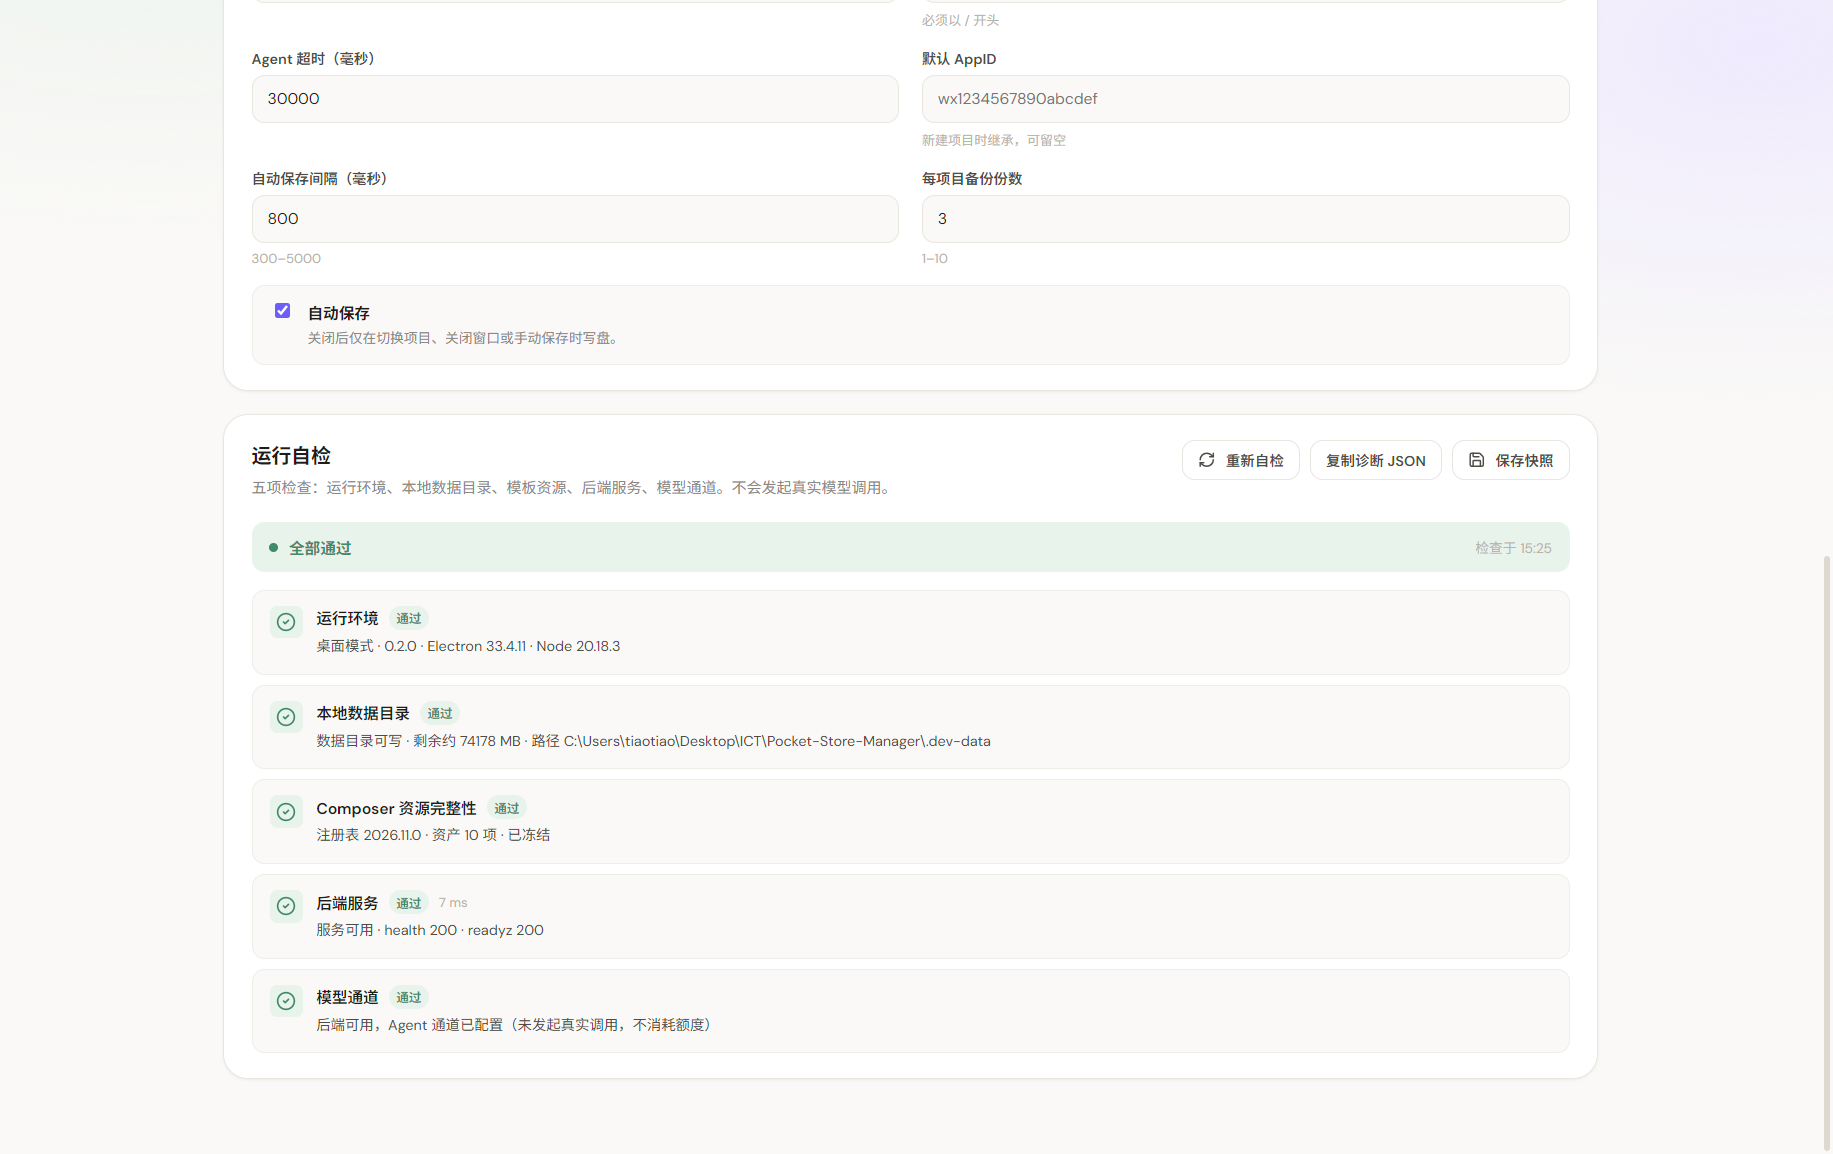 必须以 / 开头
Agent 超时（毫秒）
默认 AppID
30000
wx1234567890abcdef
新建项目时继承，可留空
自动保存间隔（毫秒）
每项目备份份数
800
3
300–5000
1–10
自动保存
关闭后仅在切换项目、关闭窗口或手动保存时写盘。
运行自检
重新自检
复制诊断 JSON
保存快照
五项检查：运行环境、本地数据目录、模板资源、后端服务、模型通道。不会发起真实模型调用。
全部通过
检查于 15:25
运行环境 通过
桌面模式 · 0.2.0 · Electron 33.4.11 · Node 20.18.3
本地数据目录 通过
数据目录可写 · 剩余约 74178 MB · 路径 C:\Users\tiaotiao\Desktop\ICT\Pocket-Store-Manager\.dev-data
Composer 资源完整性 通过
注册表 2026.11.0 · 资产 10 项 · 已冻结
后端服务 通过 7 ms
服务可用 · health 200 · readyz 200
模型通道 通过
后端可用，Agent 通道已配置（未发起真实调用，不消耗额度）